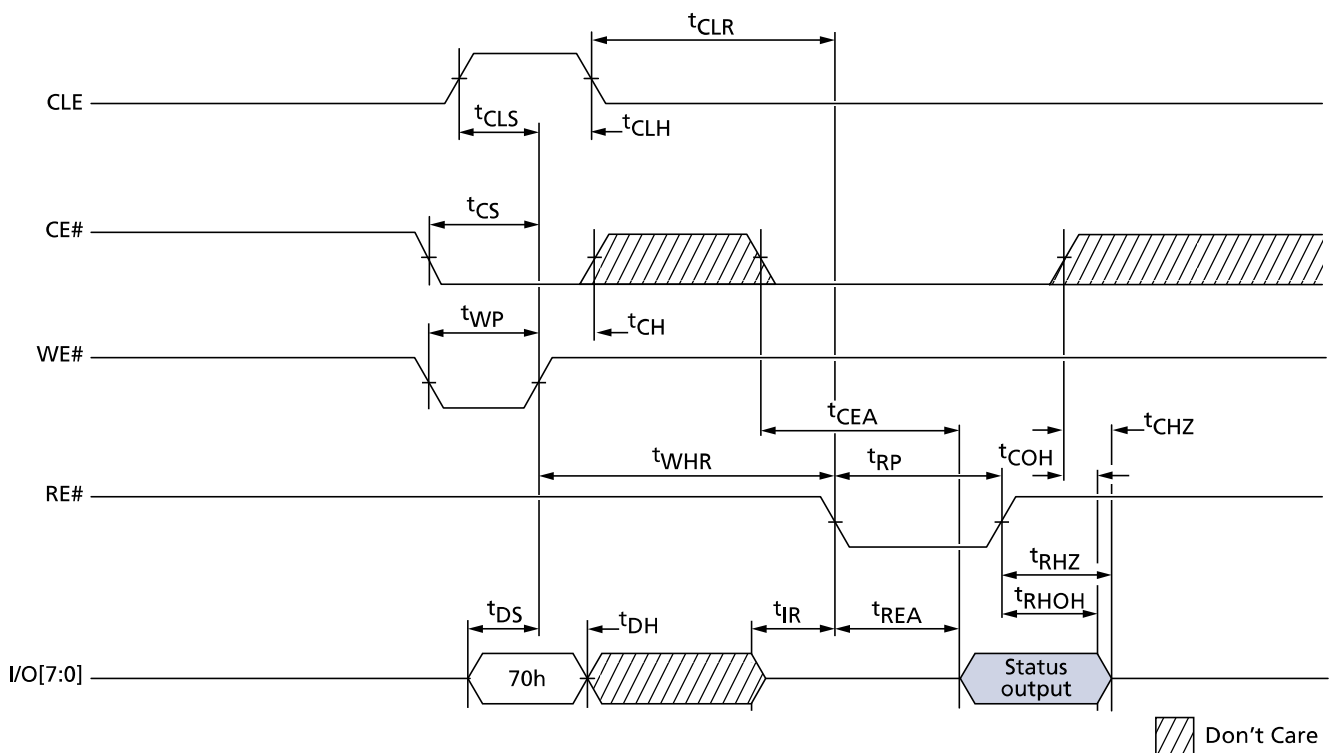 tCLR
CLE
tCLS
tCLH
tCS
CE#
tWP
tCH
WE#
tCEA
tCHZ
tWHR
tRP
tCOH
RE#
tRHZ
tRHOH
tDS
tDH
tIR
tREA
I/O[7:0]
70h
Status
output
Don't Care